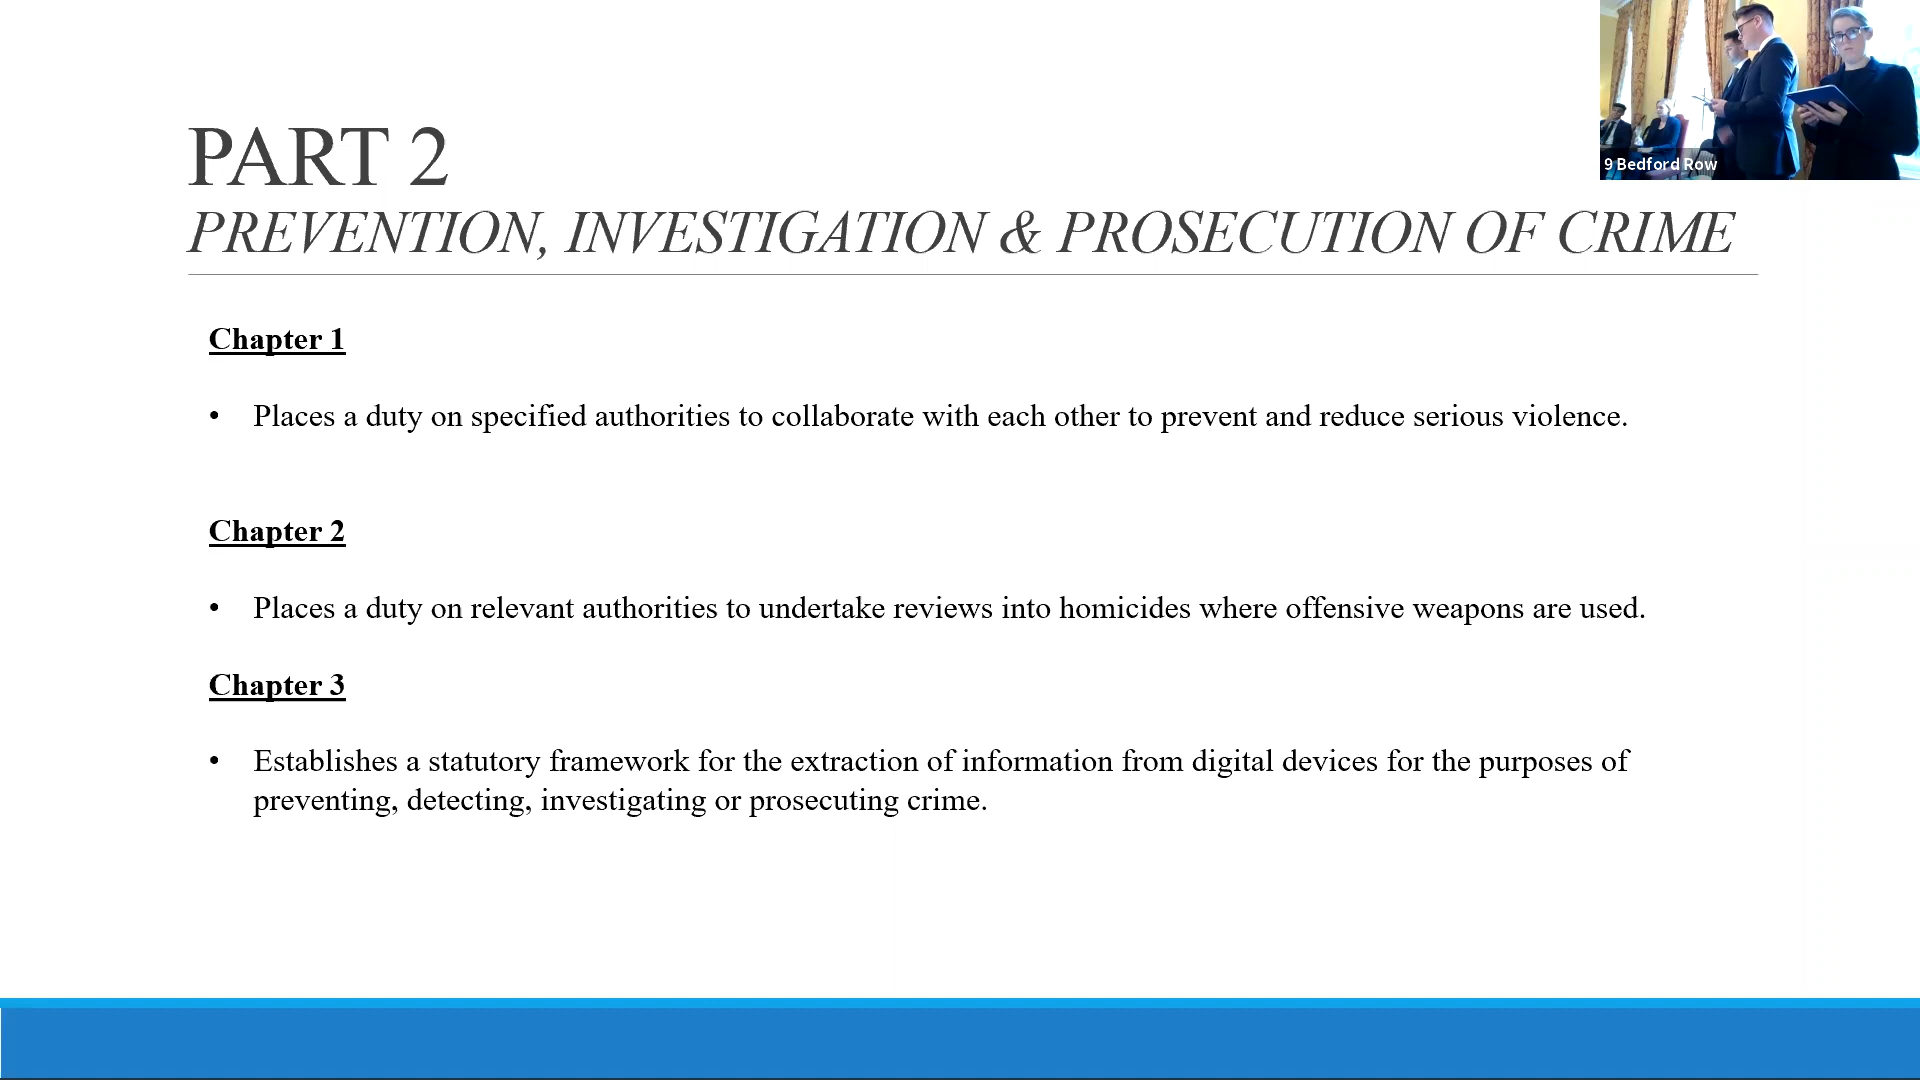 9 Bedford Row
PART 2
PREVENTION, INVESTIGATION & PROSECUTION OF CRIME
Chapter 1
• Places a duty on specified authorities to collaborate with each other to prevent and reduce serious violence.
Chapter 2
• Places a duty on relevant authorities to undertake reviews into homicides where offensive weapons are used.
Chapter 3
• Establishes a statutory framework for the extraction of information from digital devices for the purposes of
preventing, detecting, investigating or prosecuting crime.